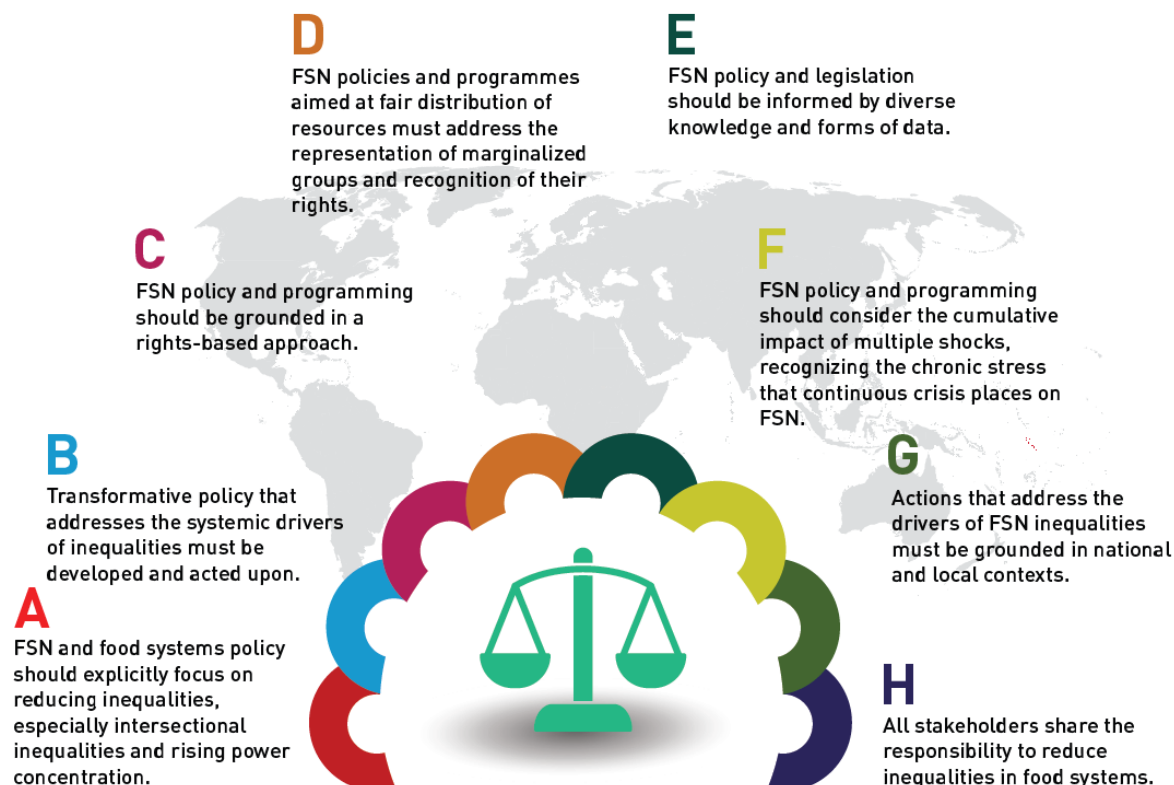 A
FSN and food systems policy
should explicitly focus on
reducing inequalities,
especially intersectional
inequalities and rising power
concentration.
B
Transformative policy that
addresses the systemic drivers
of inequalities must be
developed and acted upon.
C
FSN policy and programming
should be grounded in a
rights-based approach.
D
FSN policies and programmes
aimed at fair distribution of
resources must address the
representation of marginalized
groups and recognition of their
rights.
E
FSN policy and legislation
should be informed by diverse
knowledge and forms of data.
F
FSN policy and programming
should consider the cumulative
impact of multiple shocks,
recognizing the chronic stress
that continuous crisis places on
FSN.
G
Actions that address the
drivers of FSN inequalities
must be grounded in national
and local contexts.
H
All stakeholders share the
responsibility to reduce
inequalities in food systems.